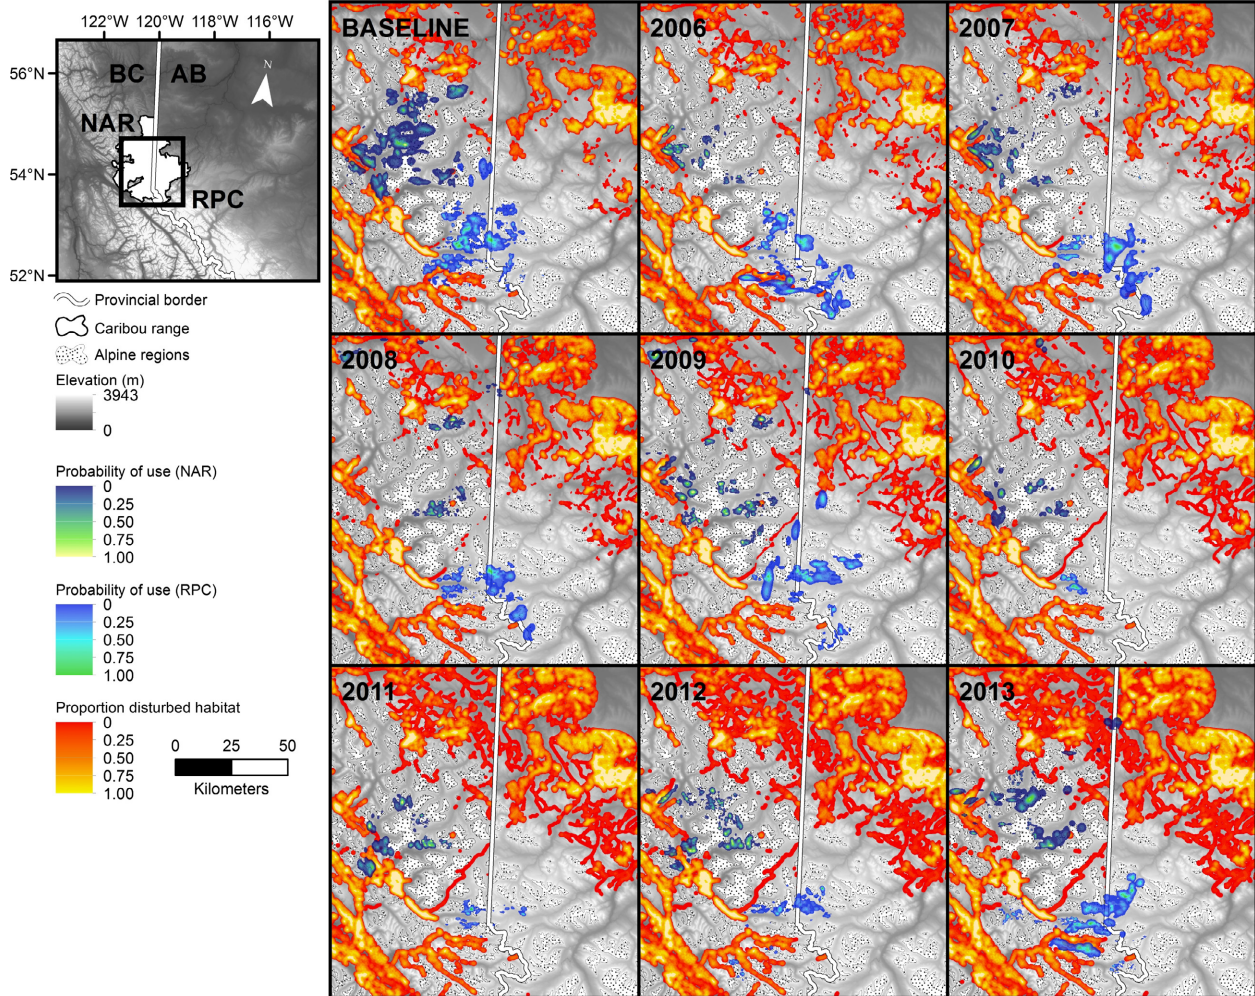 122°W 120°W 118°W 116°W
56°N
54°N
52°N
BC AB
N
NAR
RPC
Provincial border
Caribou range
Alpine regions
Elevation (m)
3943
0
Probability of use (NAR)
0
0.25
0.50
0.75
1.00
Probability of use (RPC)
0
0.25
0.50
0.75
1.00
Proportion disturbed habitat
0
0.25
0.50
0.75
1.00
0 25 50
Kilometers
BASELINE
2006
2007
2008
2009
2010
2011
2012
2013